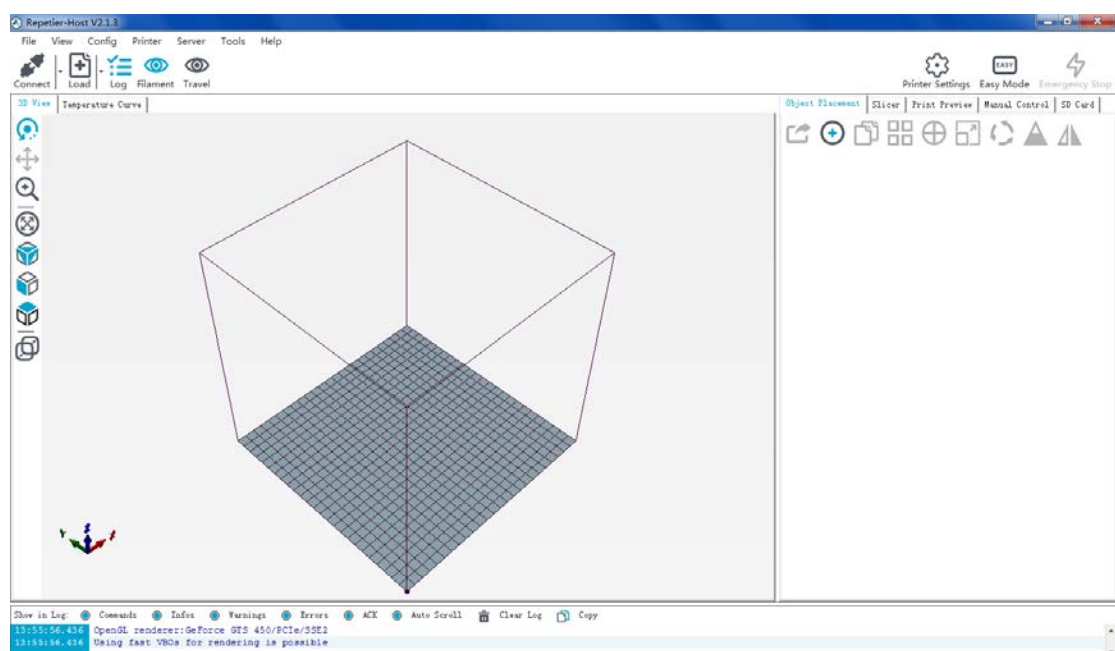 Repetier-Host V2.1.3
File View Config Printer Server Tools Help
Connect Load Log Filament Travel
EASY
Printer Settings Easy Mode Emergency Stop
3D View Temperature Curve
Object Placement Slicer Print Preview Manual Control SD Card
Show in Log: Commands Infos Warnings Errors ACK Auto Scroll Clear Log Copy
13:55:56.436 OpenGL renderer:GeForce GTS 450/PCIe/SSE2
13:55:56.436 Using fast VBOs for rendering is possible